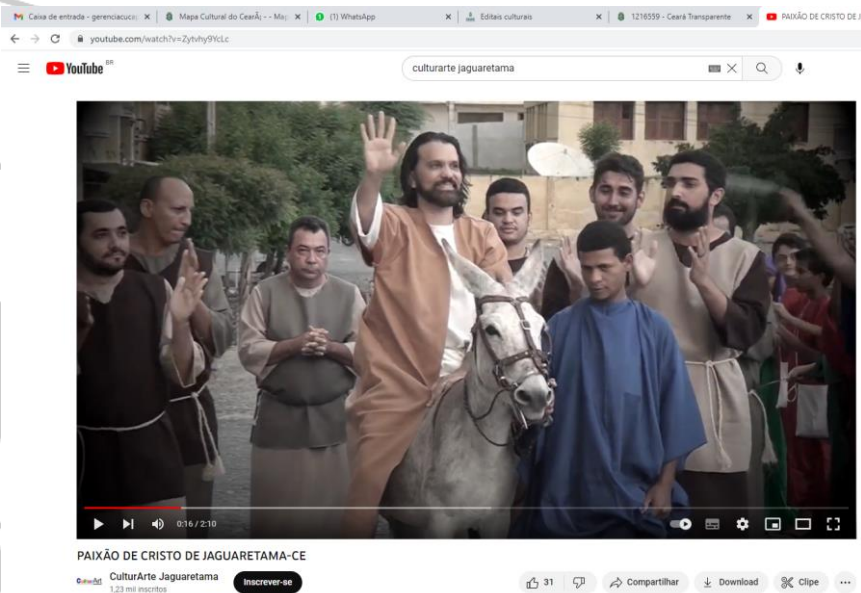 Caixa de entrada - gerenciacuca
Mapa Cultural do CearÃ¡ - - Map
(1) WhatsApp
Editais culturais
1216559 - Ceará Transparente
PAIXÃO DE CRISTO DE J
youtube.com/watch?v=Zytvhy9YcLc
YouTube BR
culturarte jaguaretama
0:16 / 2:10
PAIXÃO DE CRISTO DE JAGUARETAMA-CE
CulturArte Jaguaretama
1,23 mil inscritos
Inscrever-se
31
Compartilhar
Download
Clipe